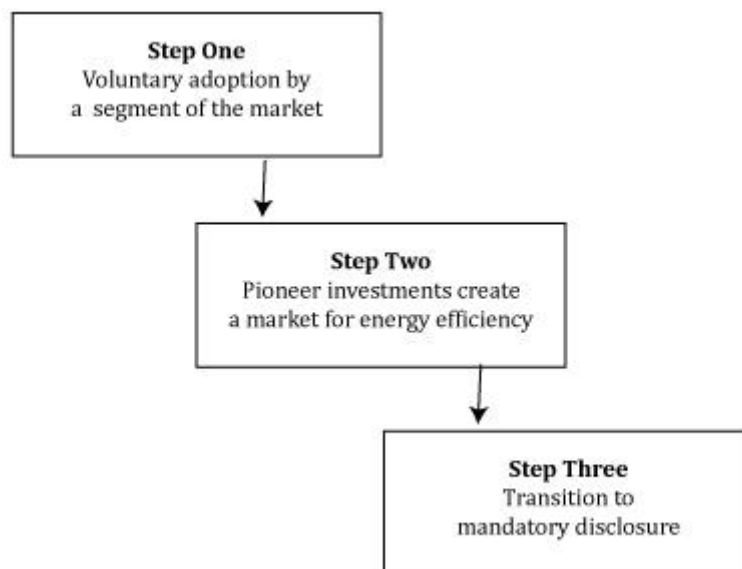 Step One
Voluntary adoption by
a segment of the market
Step Two
Pioneer investments create
a market for energy efficiency
Step Three
Transition to
mandatory disclosure